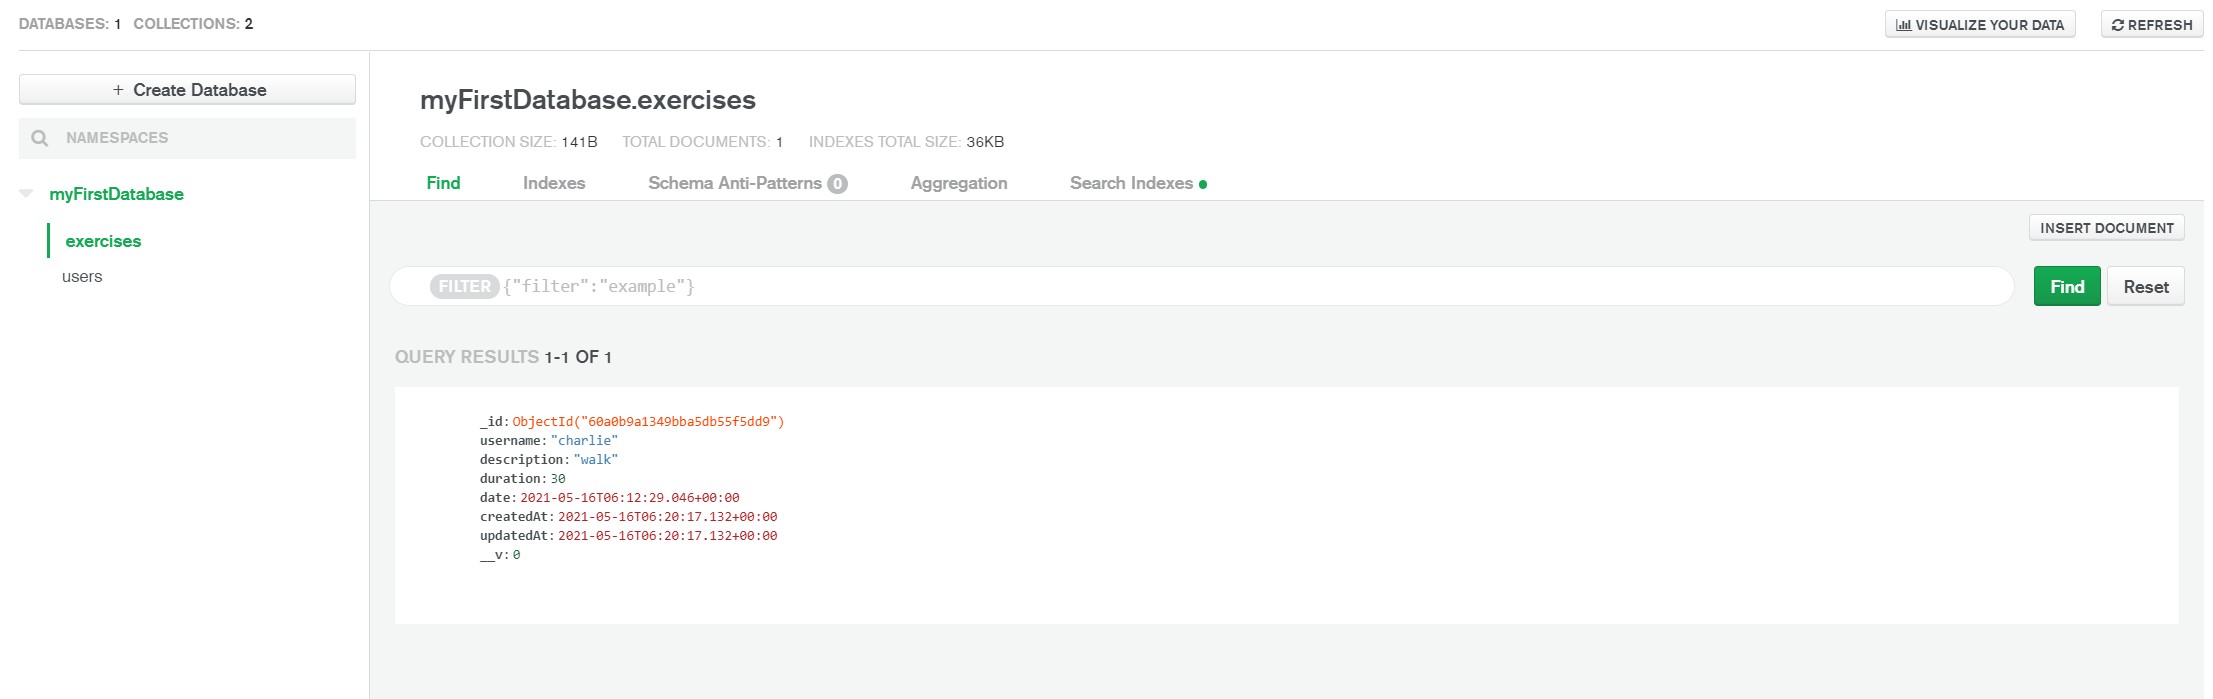 DATABASES: 1 COLLECTIONS: 2
VISUALIZE YOUR DATA
REFRESH
+ Create Database
NAMESPACES
myFirstDatabase
exercises
users
myFirstDatabase.exercises
COLLECTION SIZE: 141B TOTAL DOCUMENTS: 1 INDEXES TOTAL SIZE: 36KB
Find Indexes Schema Anti-Patterns 0 Aggregation Search Indexes
INSERT DOCUMENT
FILTER {"filter":"example"}
Find Reset
QUERY RESULTS 1-1 OF 1
_id: ObjectId("60a0b9a1349bba5db55f5dd9")
username: "charlie"
description: "walk"
duration: 30
date: 2021-05-16T06:12:29.046+00:00
createdAt: 2021-05-16T06:20:17.132+00:00
updatedAt: 2021-05-16T06:20:17.132+00:00
__v: 0